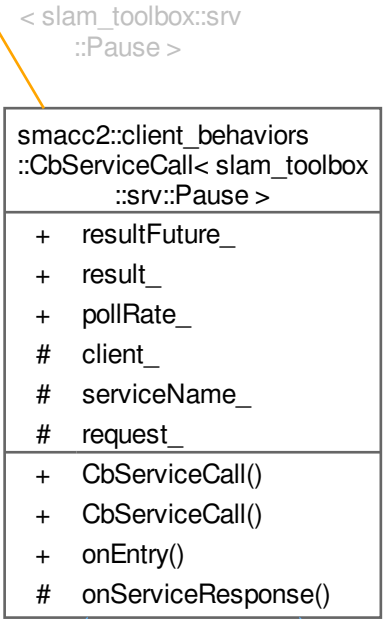 < slam_toolbox::srv
::Pause >
smacc2::client_behaviors
::CbServiceCall< slam_toolbox
::srv::Pause >
+ resultFuture_
+ result_
+ pollRate_
# client_
# serviceName_
# request_
+ CbServiceCall()
+ CbServiceCall()
+ onEntry()
# onServiceResponse()